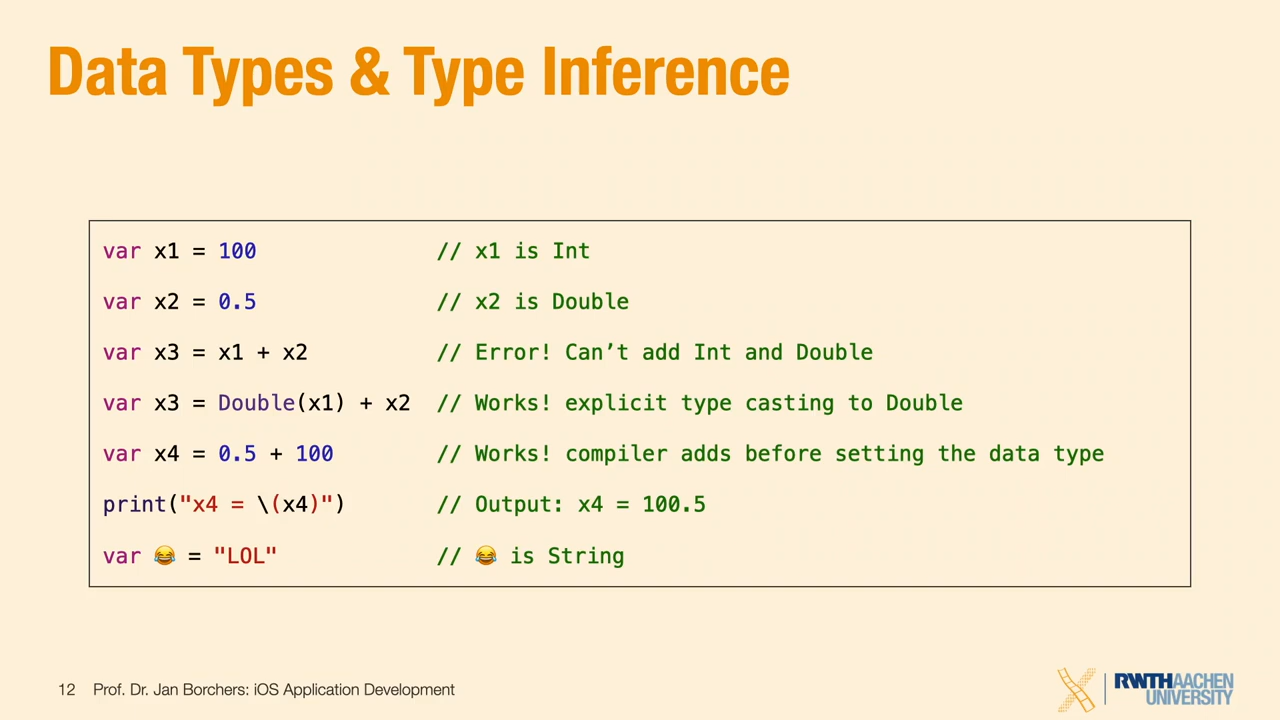 Data Types & Type Inference
var x1 = 100 // x1 is Int
var x2 = 0.5 // x2 is Double
var x3 = x1 + x2 // Error! Can’t add Int and Double
var x3 = Double(x1) + x2 // Works! explicit type casting to Double
var x4 = 0.5 + 100 // Works! compiler adds before setting the data type
print("x4 = \(x4)") // Output: x4 = 100.5
var 😂 = "LOL" // 😂 is String
12 Prof. Dr. Jan Borchers: iOS Application Development
RWTHAACHEN
UNIVERSITY